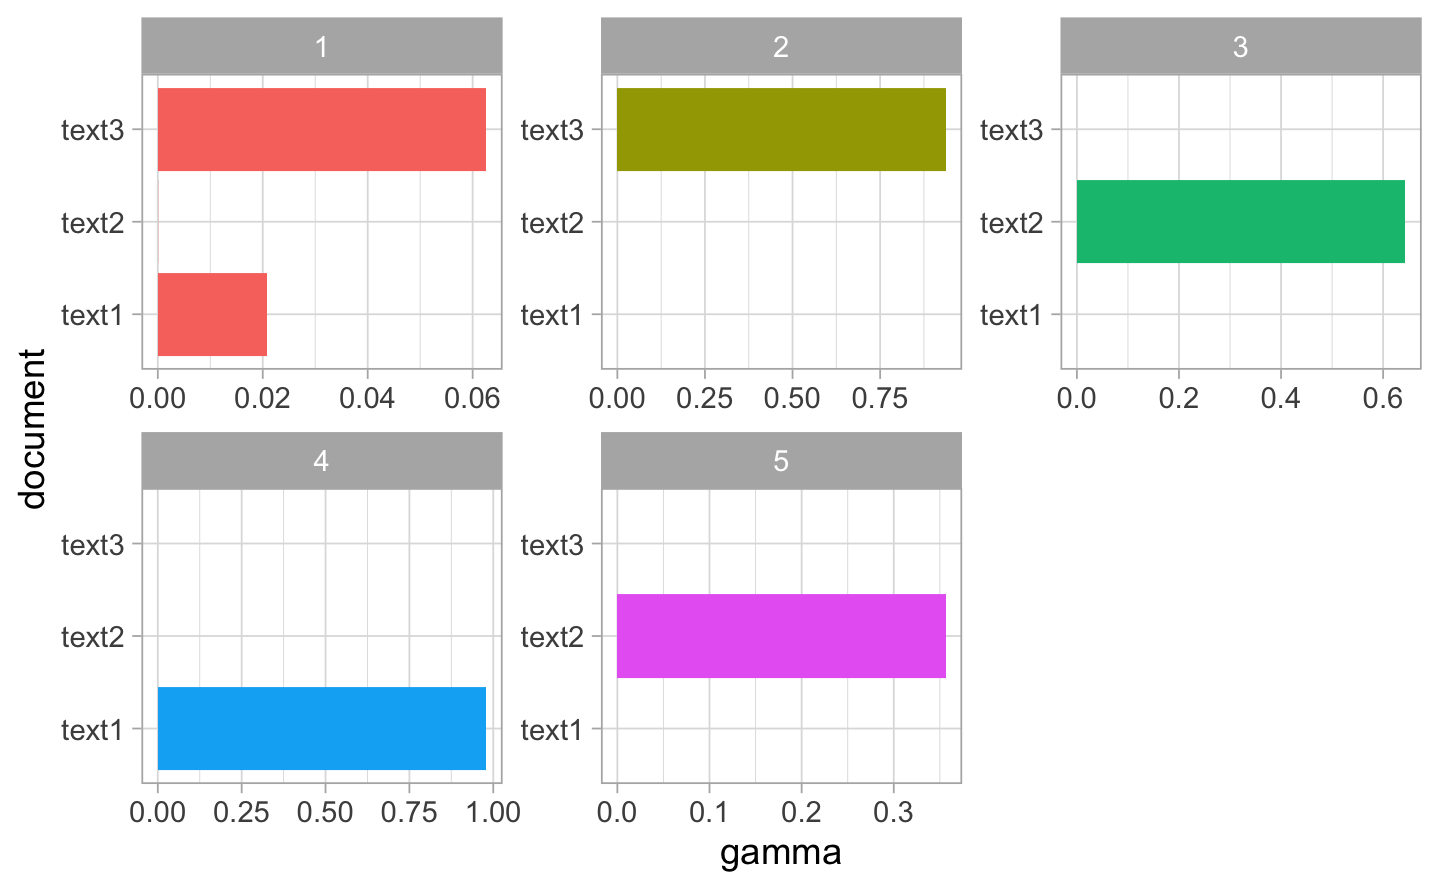 1 2 3
text3 text3 text3
text2 text2 text2
text1 text1 text1
0.00 0.02 0.04 0.06 0.00 0.25 0.50 0.75 0.0 0.2 0.4 0.6
document
4 5
text3 text3
text2 text2
text1 text1
0.00 0.25 0.50 0.75 1.00 0.0 0.1 0.2 0.3
gamma